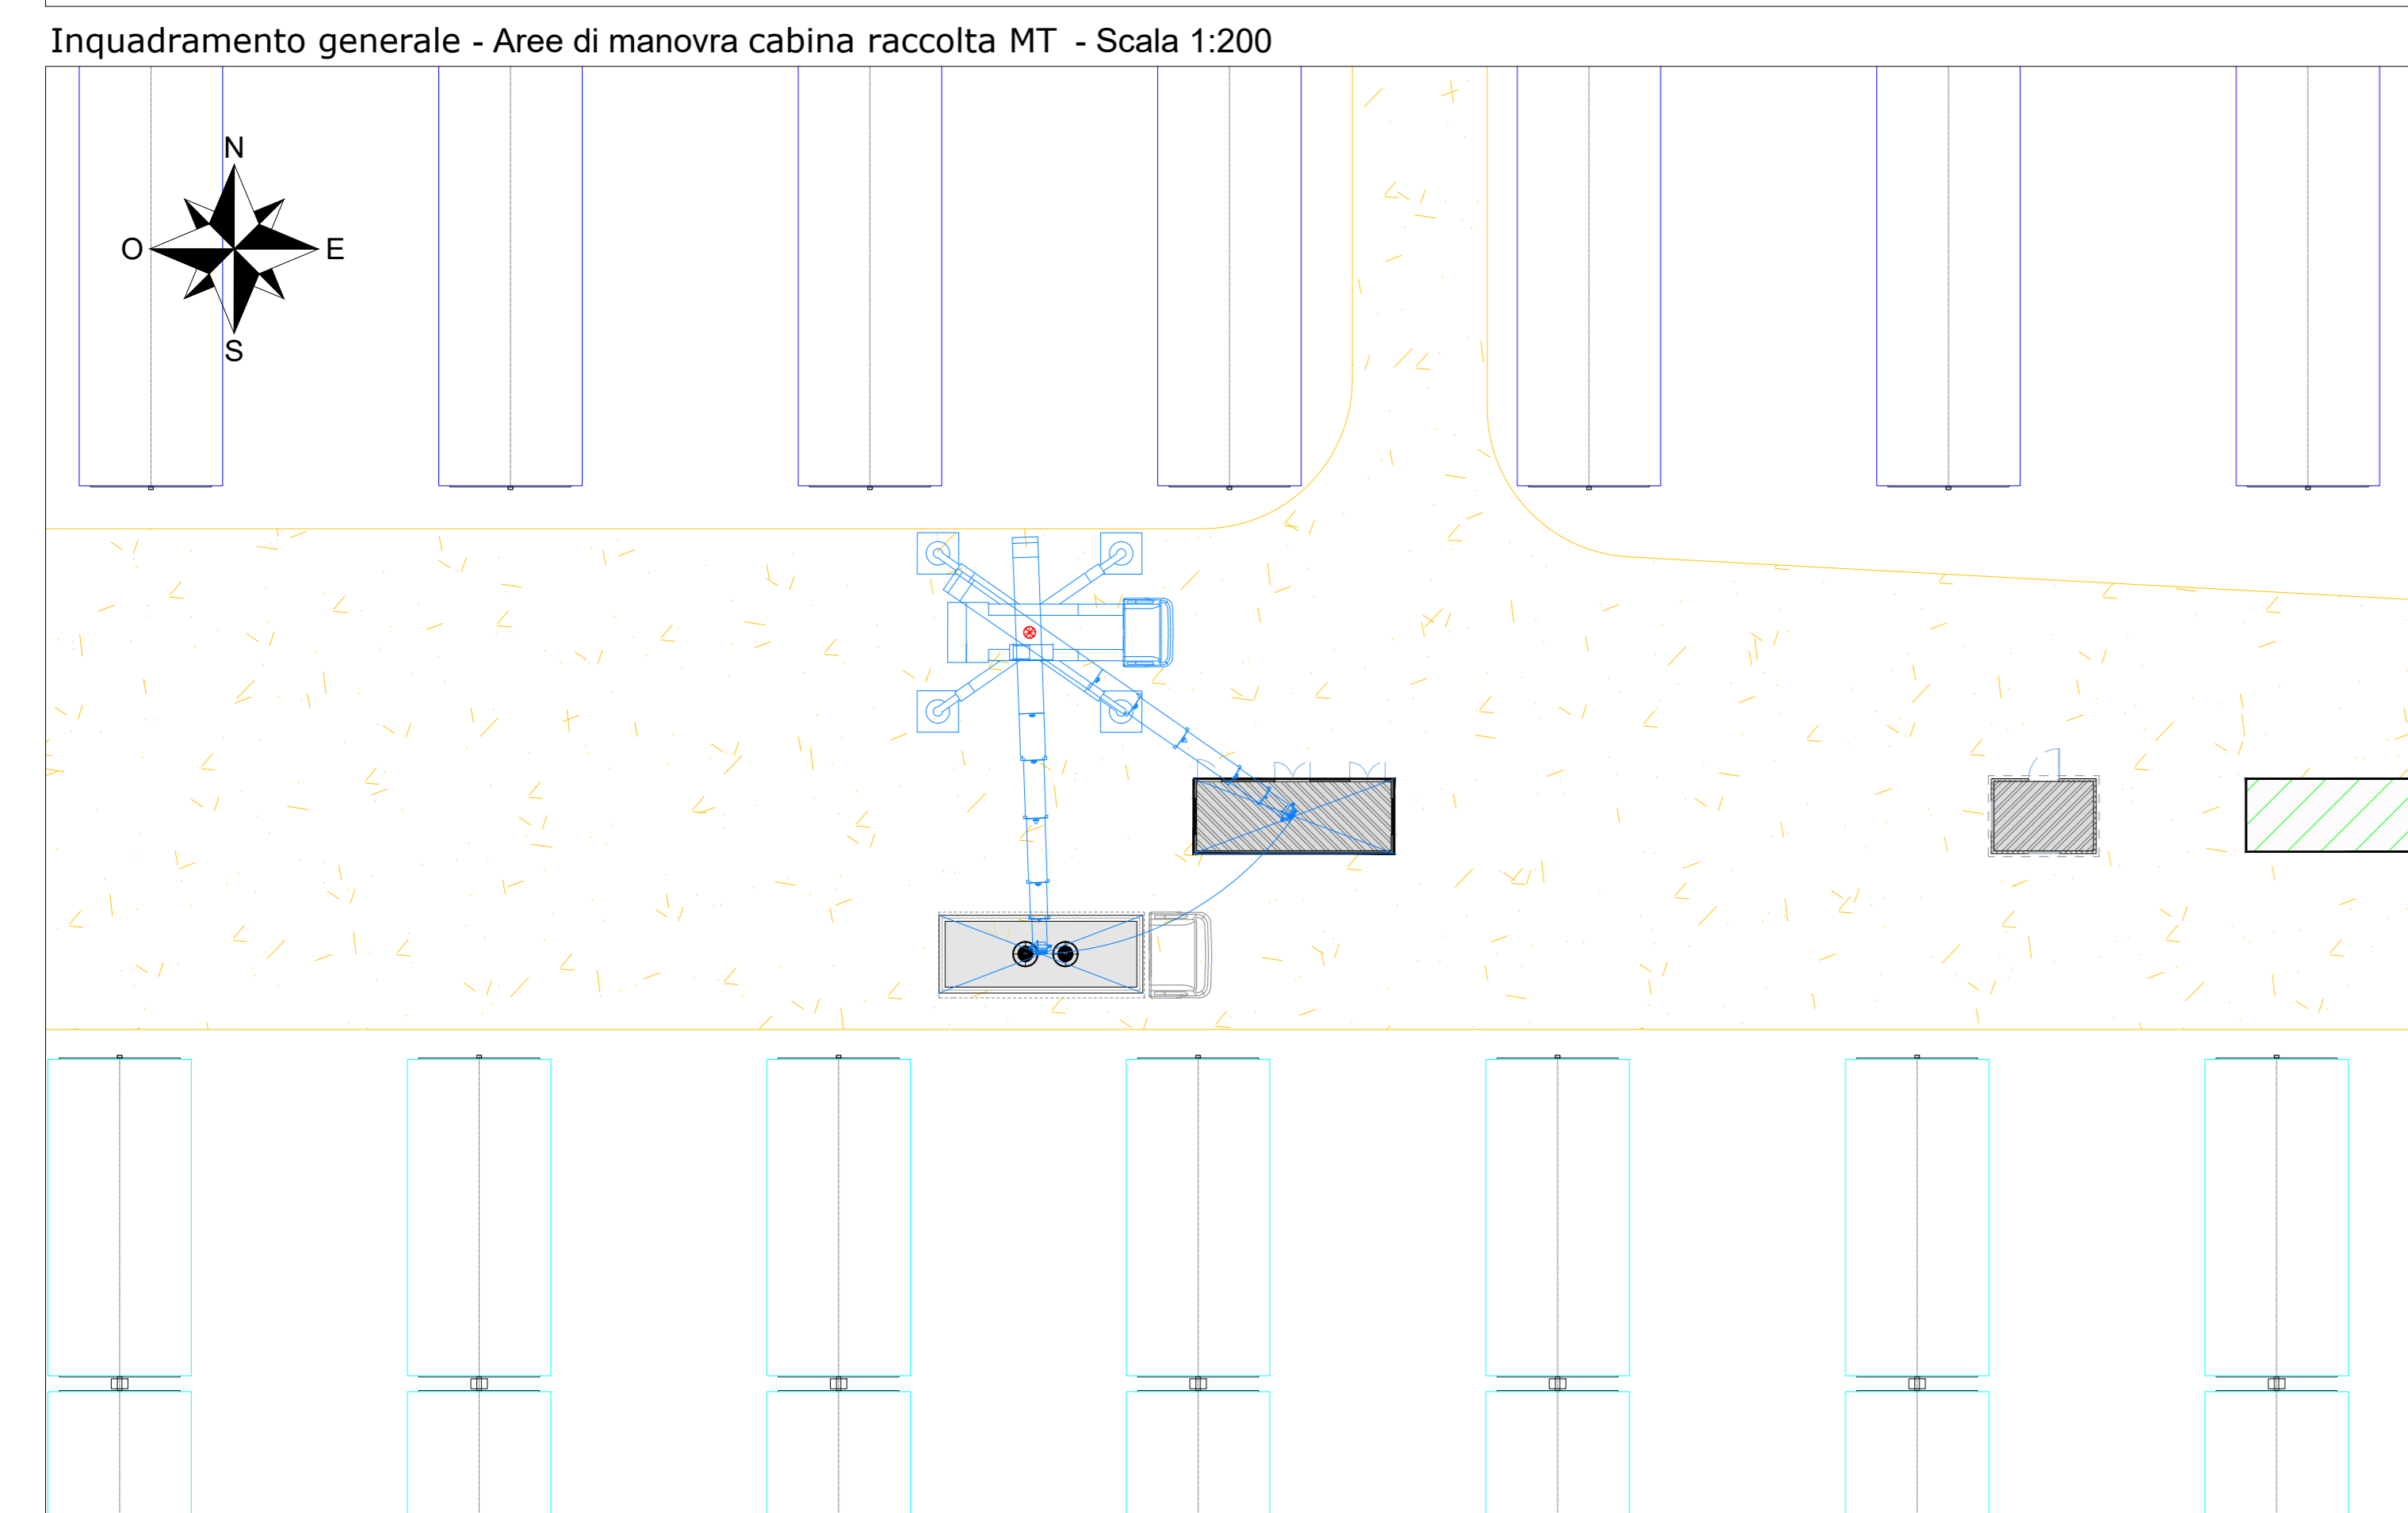 Inquadramento generale - Aree di manovra cabina raccolta MT - Scala 1:200
N
O E
S